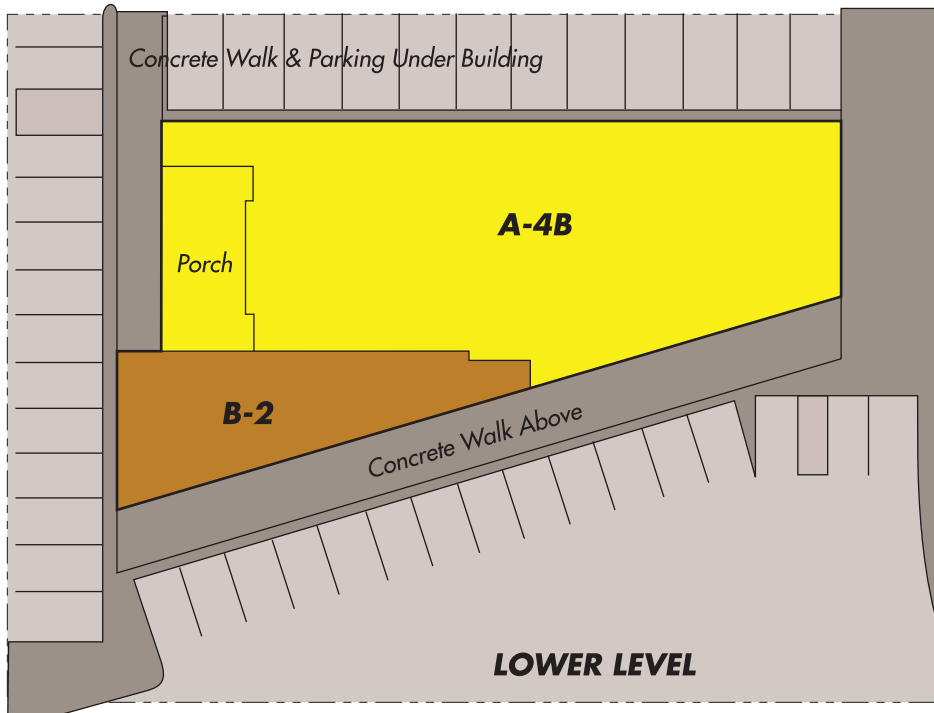 Concrete Walk & Parking Under Building
A-4B
Porch
B-2
Concrete Walk Above
LOWER LEVEL